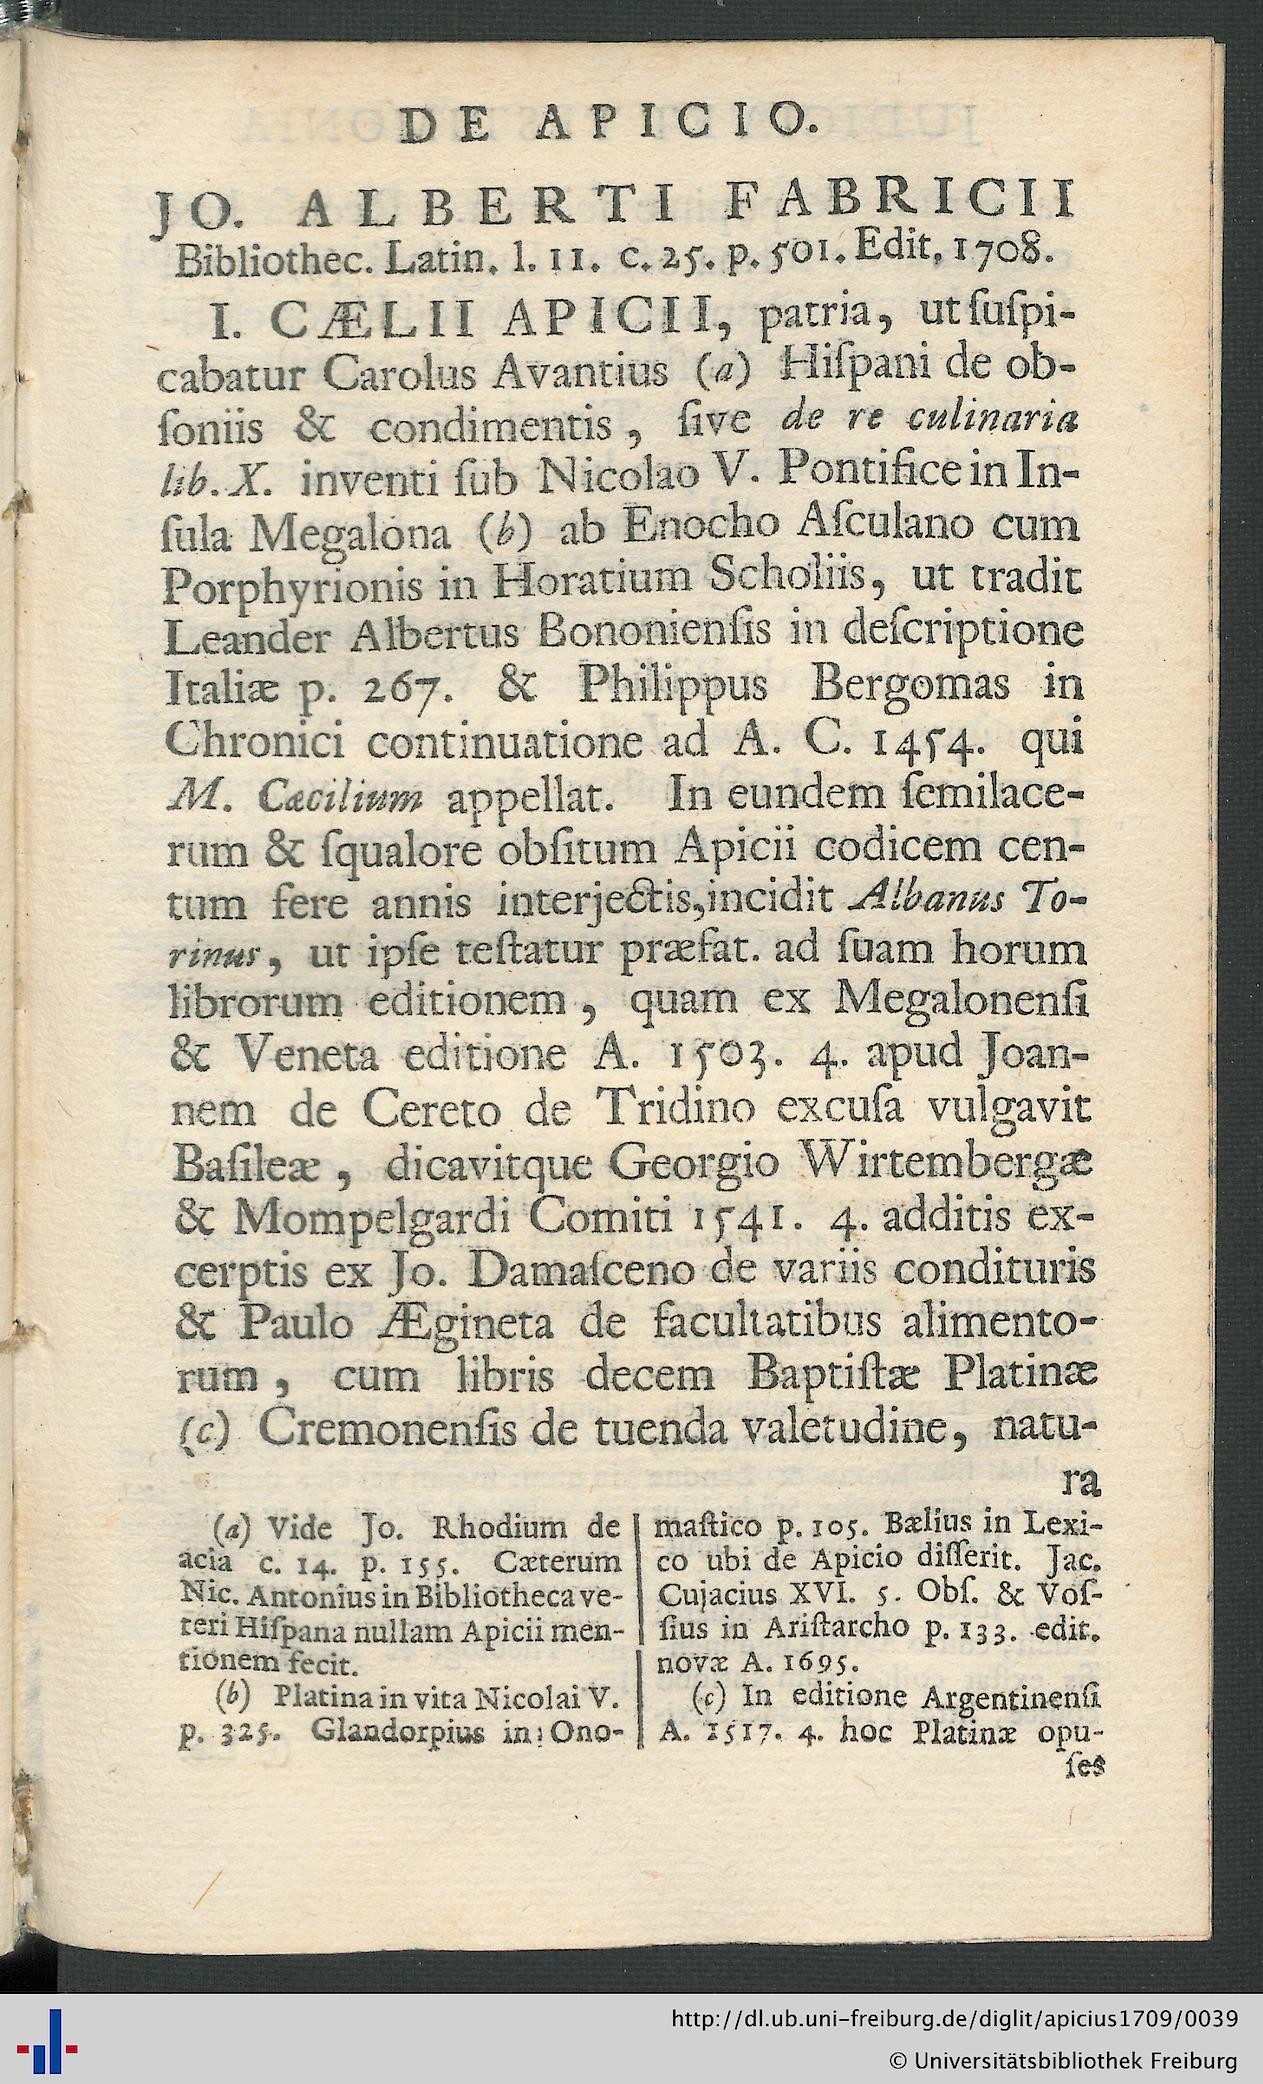 DE APICIO.
JO. ALBERTI FABRICII
Bibliothec. Latin. l. II. c. 25. p. 501. Edit. 1708.
I. CÆLII APICII, patria, ut ſuſpi-
cabatur Carolus Avantius (a) Hiſpani de ob-
ſoniis & condimentis, ſive de re culinaria
lib. X. inventi ſub Nicolao V. Pontifice in In-
ſula Megalona (b) ab Enocho Aſculano cum
Porphyrionis in Horatium Scholiis, ut tradit
Leander Albertus Bononienſis in deſcriptione
Italiæ p. 267. & Philippus Bergomas in
Chronici continuatione ad A. C. 1454. qui
M. Cæcilium appellat. In eundem ſemilace-
rum & ſqualore obſitum Apicii codicem cen-
tum fere annis interjectis, incidit Albanus To-
rinus, ut ipſe teſtatur præfat. ad ſuam horum
librorum editionem, quam ex Megalonenſi
& Veneta editione A. 1503. 4. apud Joan-
nem de Cereto de Tridino excuſa vulgavit
Baſileæ, dicavitque Georgio Wirtembergæ
& Mompelgardi Comiti 1541. 4. additis ex-
cerptis ex Jo. Damaſceno de variis condituris
& Paulo Ægineta de facultatibus alimento-
rum, cum libris decem Baptiſtæ Platinæ
(c) Cremonenſis de tuenda valetudine, natu-
ra
(a) Vide Jo. Rhodium de
acia c. 14. p. 155. Cæterum
Nic. Antonius in Bibliotheca ve-
teri Hiſpana nullam Apicii men-
tionem fecit.
(b) Platina in vita Nicolai V.
p. 325. Glandorpius in Ono-
maſtico p. 105. Bælius in Lexi-
co ubi de Apicio diſſerit. Jac.
Cujacius XVI. 5. Obſ. & Voſ-
ſius in Ariſtarcho p. 133. edit.
novæ A. 1695.
(c) In editione Argentinenſi
A. 1517. 4. hoc Platinæ opu-
ſes
http://dl.ub.uni-freiburg.de/diglit/apicius1709/0039
© Universitätsbibliothek Freiburg